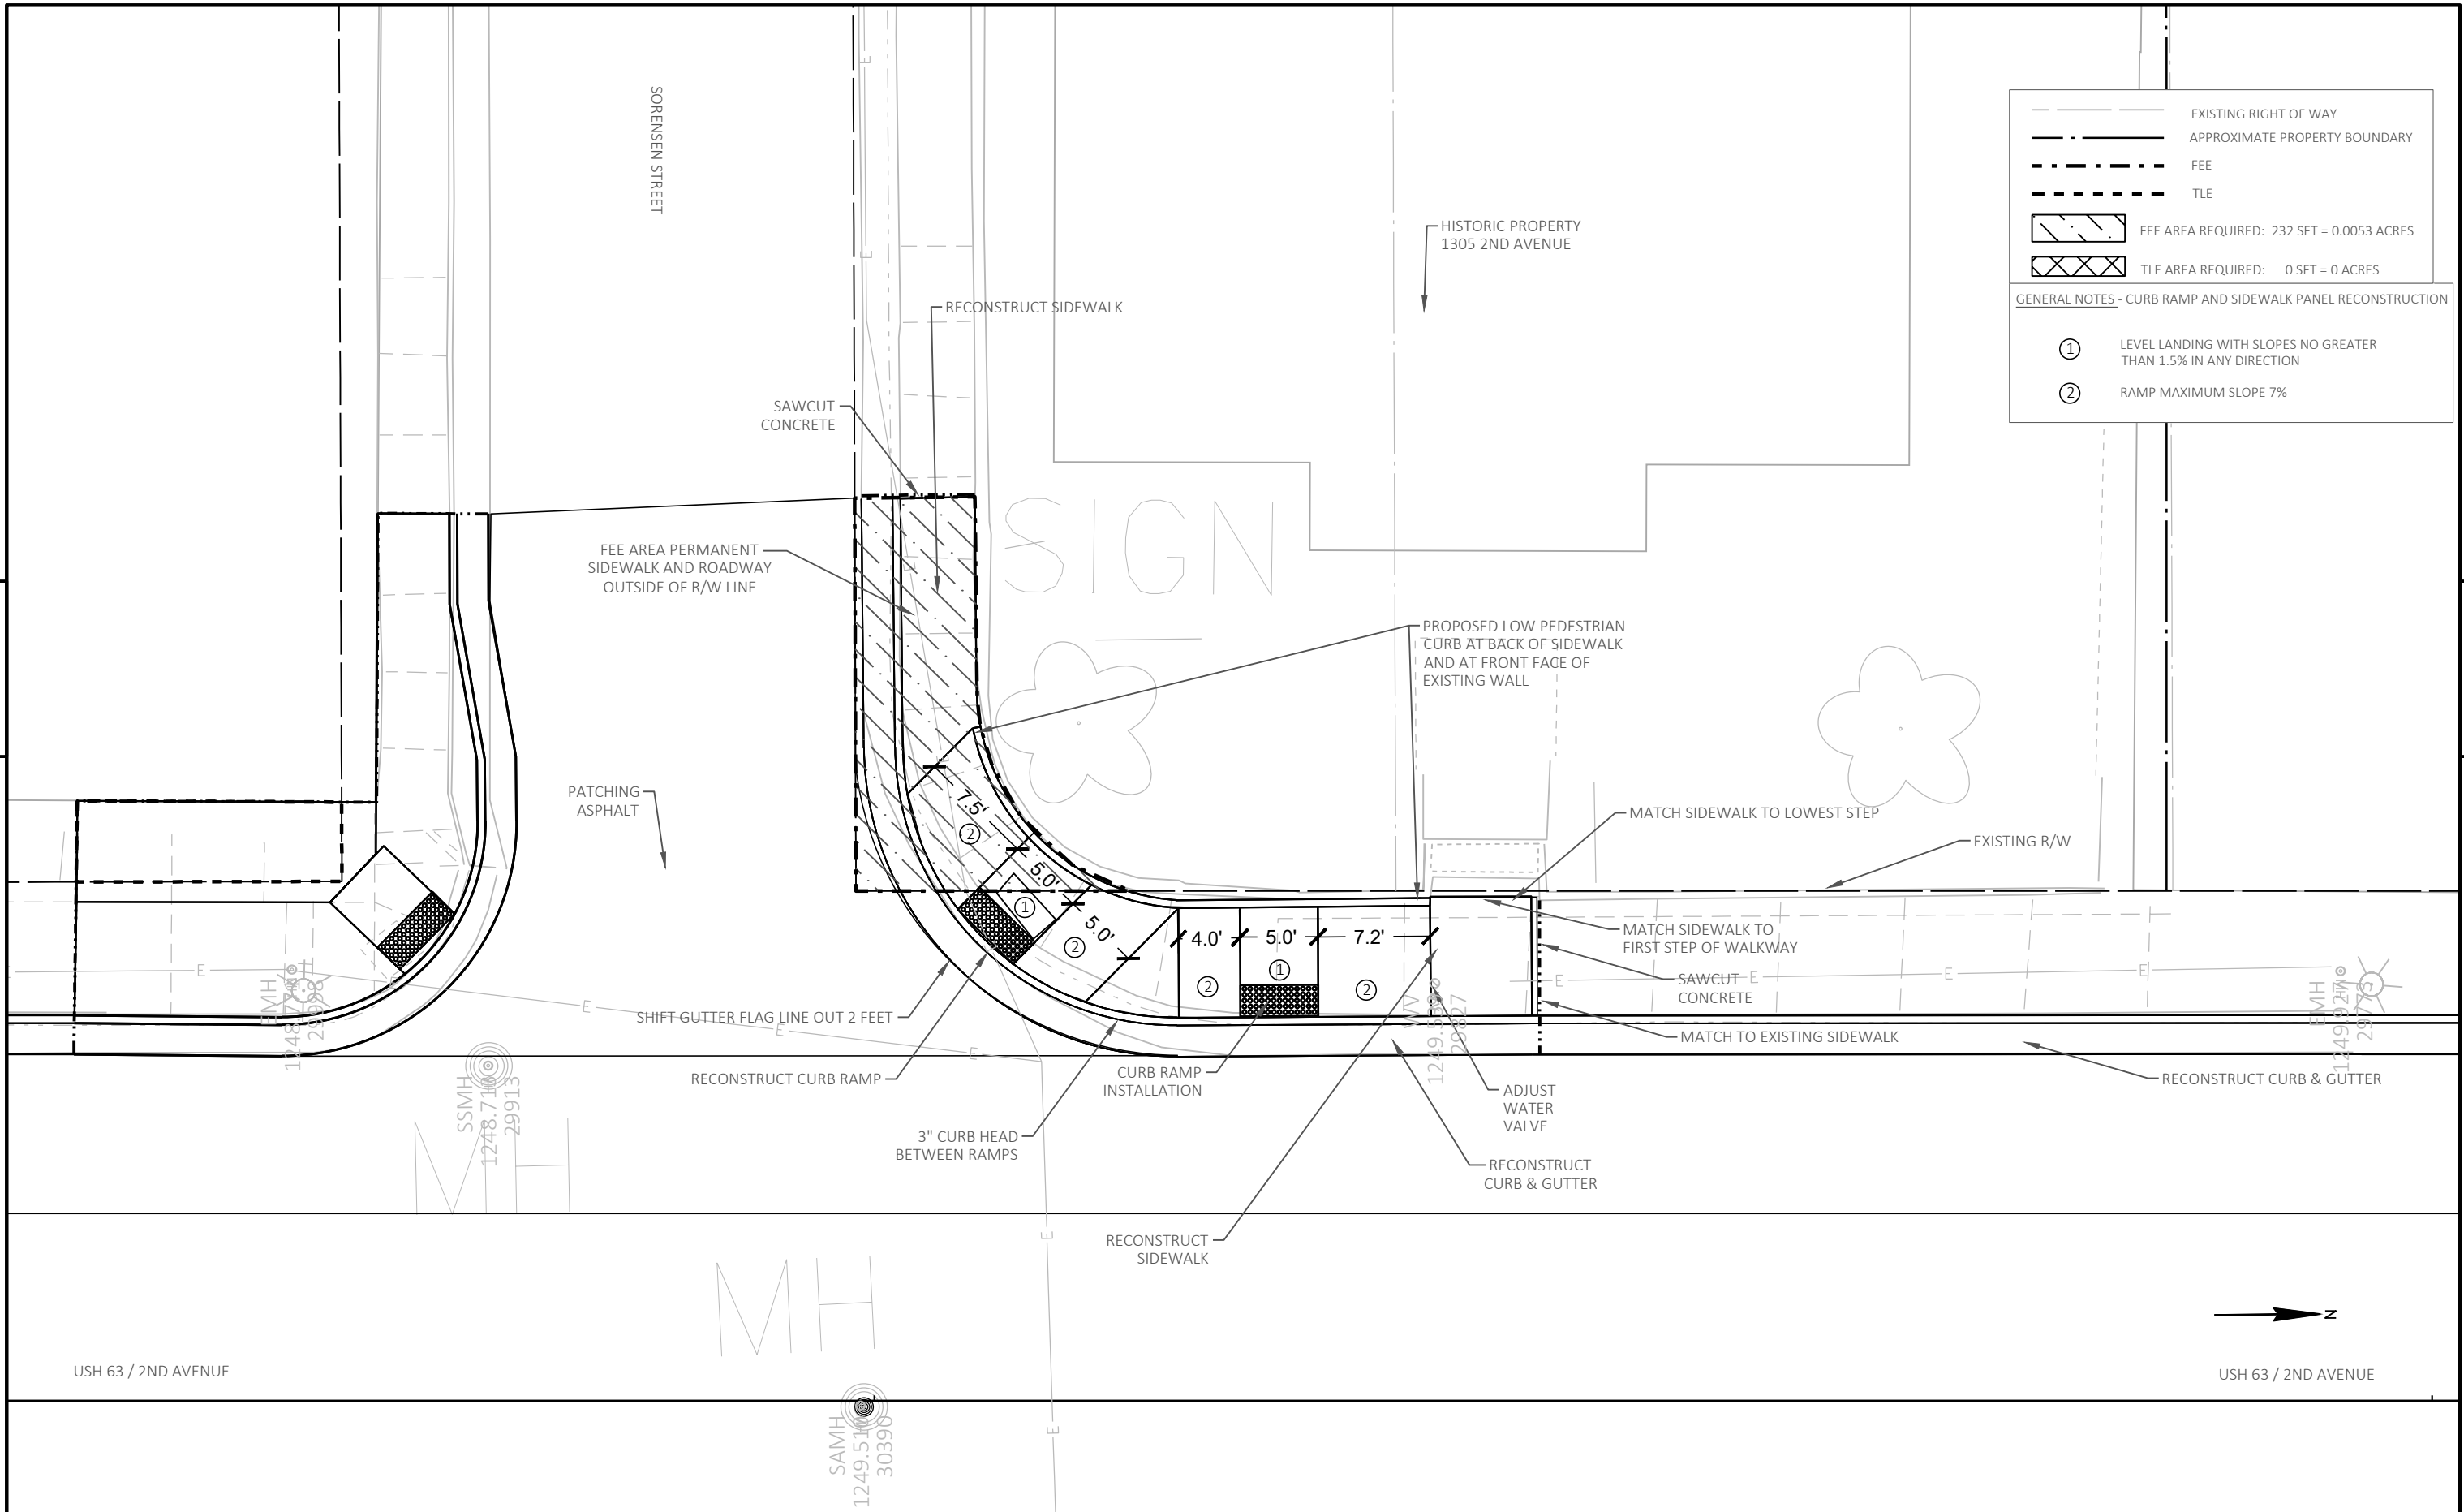 SORENSEN STREET
EXISTING RIGHT OF WAY
APPROXIMATE PROPERTY BOUNDARY
FEE
TLE
FEE AREA REQUIRED: 232 SFT = 0.0053 ACRES
TLE AREA REQUIRED: 0 SFT = 0 ACRES
GENERAL NOTES - CURB RAMP AND SIDEWALK PANEL RECONSTRUCTION
1
LEVEL LANDING WITH SLOPES NO GREATER
THAN 1.5% IN ANY DIRECTION
2
RAMP MAXIMUM SLOPE 7%
HISTORIC PROPERTY
1305 2ND AVENUE
RECONSTRUCT SIDEWALK
SAWCUT
CONCRETE
SIGN
FEE AREA PERMANENT
SIDEWALK AND ROADWAY
OUTSIDE OF R/W LINE
PROPOSED LOW PEDESTRIAN
CURB AT BACK OF SIDEWALK
AND AT FRONT FACE OF
EXISTING WALL
PATCHING
ASPHALT
7.5'
2
5.0'
1
5.0'
2
4.0'
5.0'
7.2'
2
1
2
MATCH SIDEWALK TO LOWEST STEP
EXISTING R/W
MATCH SIDEWALK TO
FIRST STEP OF WALKWAY
SAWCUT
CONCRETE
MATCH TO EXISTING SIDEWALK
RECONSTRUCT CURB & GUTTER
SHIFT GUTTER FLAG LINE OUT 2 FEET
RECONSTRUCT CURB RAMP
CURB RAMP
INSTALLATION
3" CURB HEAD
BETWEEN RAMPS
ADJUST
WATER
VALVE
RECONSTRUCT
CURB & GUTTER
RECONSTRUCT
SIDEWALK
E
E
E
E
E
E
E
E
E
E
E
E
EMH
29998
SSMH
29913
WV
29827
EMH
SAMH
30390
MH
MH
N
USH 63 / 2ND AVENUE
USH 63 / 2ND AVENUE